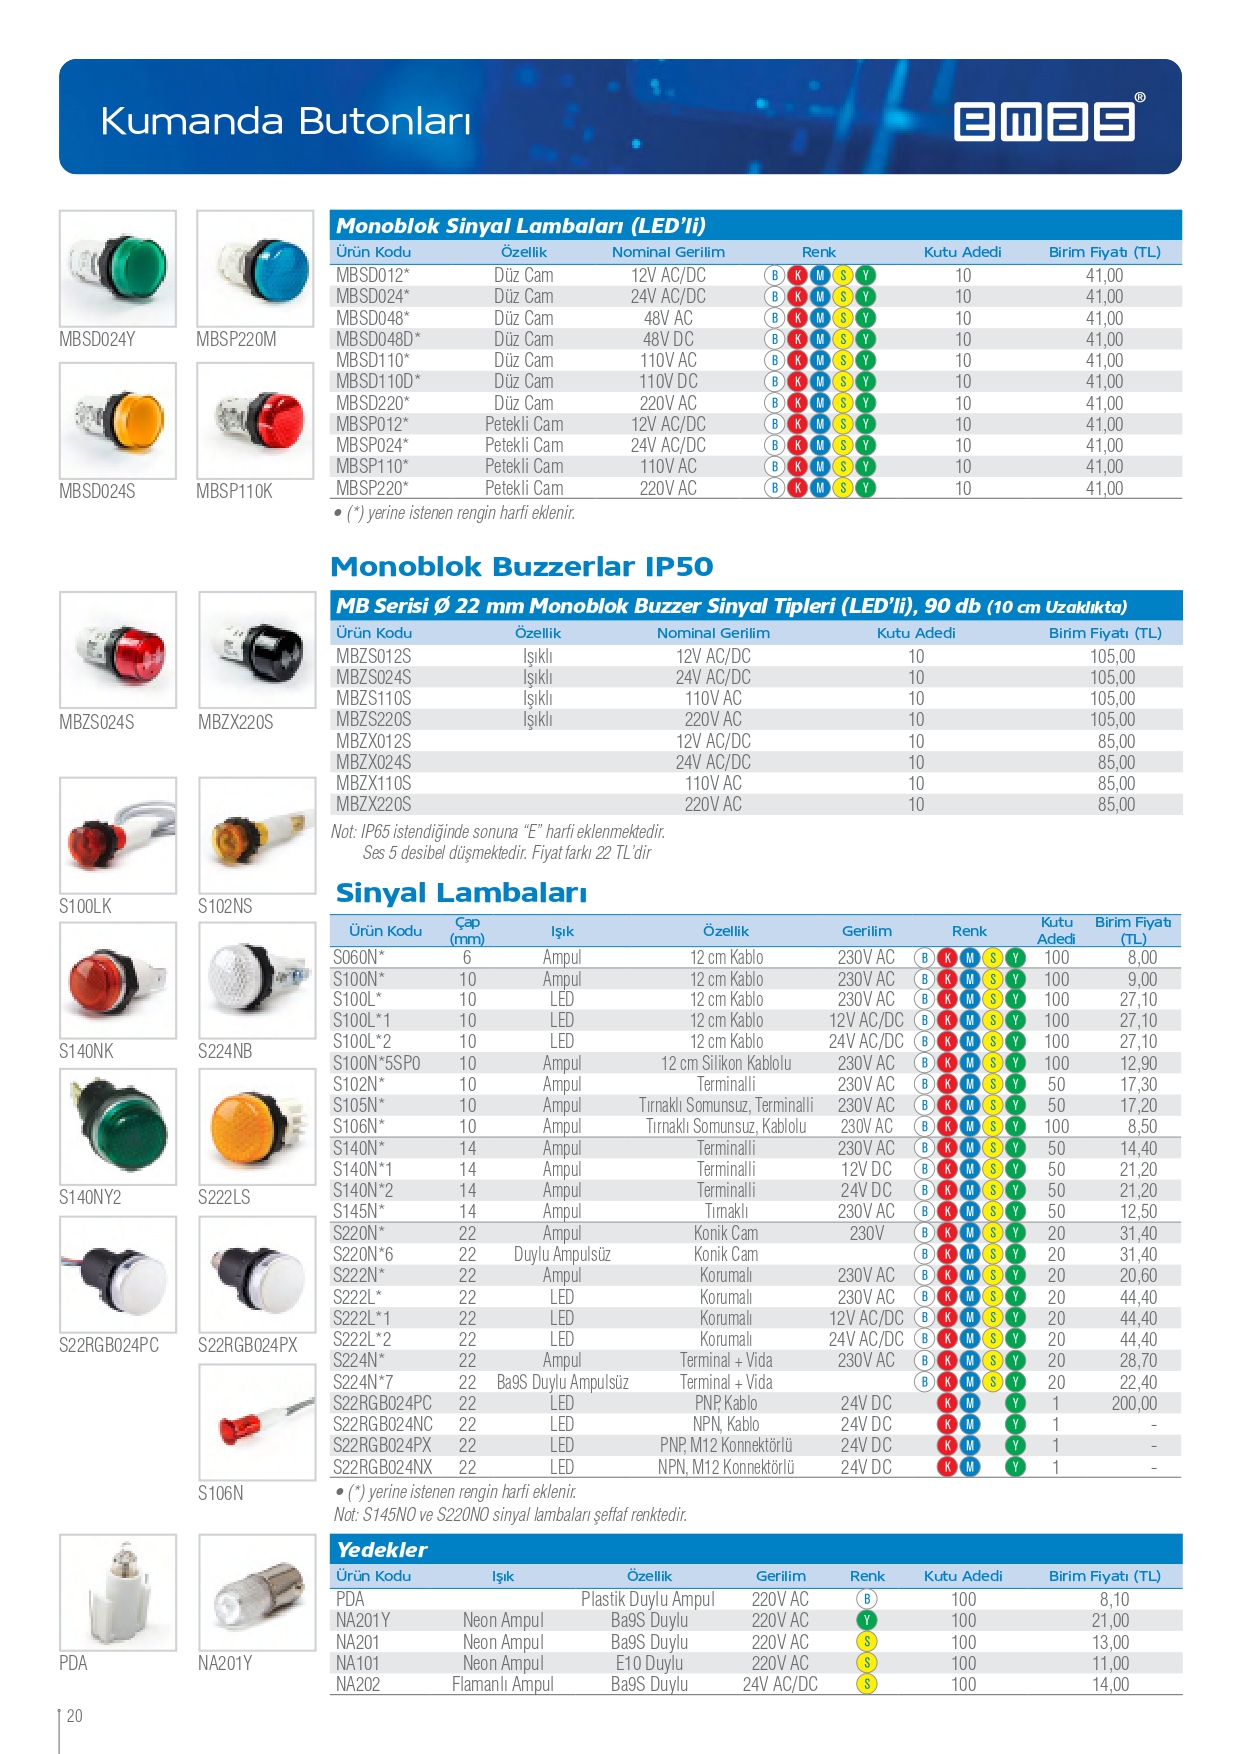 Kumanda Butonları
emas®
MBSD024Y MBSP220M
MBSD024S MBSP110K
Monoblok Sinyal Lambaları (LED'li)
Ürün Kodu Özellik Nominal Gerilim Renk Kutu Adedi Birim Fiyatı (TL)
MBSD012* Düz Cam 12V AC/DC B K M S Y 10 41,00
MBSD024* Düz Cam 24V AC/DC B K M S Y 10 41,00
MBSD048* Düz Cam 48V AC B K M S Y 10 41,00
MBSD048D* Düz Cam 48V DC B K M S Y 10 41,00
MBSD110* Düz Cam 110V AC B K M S Y 10 41,00
MBSD110D* Düz Cam 110V DC B K M S Y 10 41,00
MBSD220* Düz Cam 220V AC B K M S Y 10 41,00
MBSP012* Petekli Cam 12V AC/DC B K M S Y 10 41,00
MBSP024* Petekli Cam 24V AC/DC B K M S Y 10 41,00
MBSP110* Petekli Cam 110V AC B K M S Y 10 41,00
MBSP220* Petekli Cam 220V AC B K M S Y 10 41,00
• (*) yerine istenen rengin harfi eklenir.
Monoblok Buzzerlar IP50
MBZS024S MBZX220S
MB Serisi Ø 22 mm Monoblok Buzzer Sinyal Tipleri (LED'li), 90 db (10 cm Uzaklıkta)
Ürün Kodu Özellik Nominal Gerilim Kutu Adedi Birim Fiyatı (TL)
MBZS012S Işıklı 12V AC/DC 10 105,00
MBZS024S Işıklı 24V AC/DC 10 105,00
MBZS110S Işıklı 110V AC 10 105,00
MBZS220S Işıklı 220V AC 10 105,00
MBZX012S 12V AC/DC 10 85,00
MBZX024S 24V AC/DC 10 85,00
MBZX110S 110V AC 10 85,00
MBZX220S 220V AC 10 85,00
Not: IP65 istendiğinde sonuna “E” harfi eklenmektedir.
Ses 5 desibel düşmektedir. Fiyat farkı 22 TL'dir
S100LK S102NS
S140NK S224NB
S140NY2 S222LS
S22RGB024PC S22RGB024PX
S106N
Sinyal Lambaları
Ürün Kodu Çap (mm) Işık Özellik Gerilim Renk Kutu Adedi Birim Fiyatı (TL)
S060N* 6 Ampul 12 cm Kablo 230V AC B K M S Y 100 8,00
S100N* 10 Ampul 12 cm Kablo 230V AC B K M S Y 100 9,00
S100L* 10 LED 12 cm Kablo 230V AC B K M S Y 100 27,10
S100L*1 10 LED 12 cm Kablo 12V AC/DC B K M S Y 100 27,10
S100L*2 10 LED 12 cm Kablo 24V AC/DC B K M S Y 100 27,10
S100N*5SP0 10 Ampul 12 cm Silikon Kablolu 230V AC B K M S Y 100 12,90
S102N* 10 Ampul Terminalli 230V AC B K M S Y 50 17,30
S105N* 10 Ampul Tırnaklı Somunsuz, Terminalli 230V AC B K M S Y 50 17,20
S106N* 10 Ampul Tırnaklı Somunsuz, Kablolu 230V AC B K M S Y 100 8,50
S140N* 14 Ampul Terminalli 230V AC B K M S Y 50 14,40
S140N*1 14 Ampul Terminalli 12V DC B K M S Y 50 21,20
S140N*2 14 Ampul Terminalli 24V DC B K M S Y 50 21,20
S145N* 14 Ampul Tırnaklı 230V AC B K M S Y 50 12,50
S220N* 22 Ampul Konik Cam 230V B K M S Y 20 31,40
S220N*6 22 Duylu Ampulsüz Konik Cam B K M S Y 20 31,40
S222N* 22 Ampul Korumalı 230V AC B K M S Y 20 20,60
S222L* 22 LED Korumalı 230V AC B K M S Y 20 44,40
S222L*1 22 LED Korumalı 12V AC/DC B K M S Y 20 44,40
S222L*2 22 LED Korumalı 24V AC/DC B K M S Y 20 44,40
S224N* 22 Ampul Terminal + Vida 230V AC B K M S Y 20 28,70
S224N*7 22 Ba9S Duylu Ampulsüz Terminal + Vida B K M S Y 20 22,40
S22RGB024PC 22 LED PNP, Kablo 24V DC K M Y 1 200,00
S22RGB024NC 22 LED NPN, Kablo 24V DC K M Y 1 -
S22RGB024PX 22 LED PNP, M12 Konnektörlü 24V DC K M Y 1 -
S22RGB024NX 22 LED NPN, M12 Konnektörlü 24V DC K M Y 1 -
• (*) yerine istenen rengin harfi eklenir.
Not: S145NO ve S220NO sinyal lambaları şeffaf renktedir.
PDA NA201Y
Yedekler
Ürün Kodu Işık Özellik Gerilim Renk Kutu Adedi Birim Fiyatı (TL)
PDA Plastik Duylu Ampul 220V AC B 100 8,10
NA201Y Neon Ampul Ba9S Duylu 220V AC Y 100 21,00
NA201 Neon Ampul Ba9S Duylu 220V AC S 100 13,00
NA101 Neon Ampul E10 Duylu 220V AC S 100 11,00
NA202 Flamanlı Ampul Ba9S Duylu 24V AC/DC S 100 14,00
20